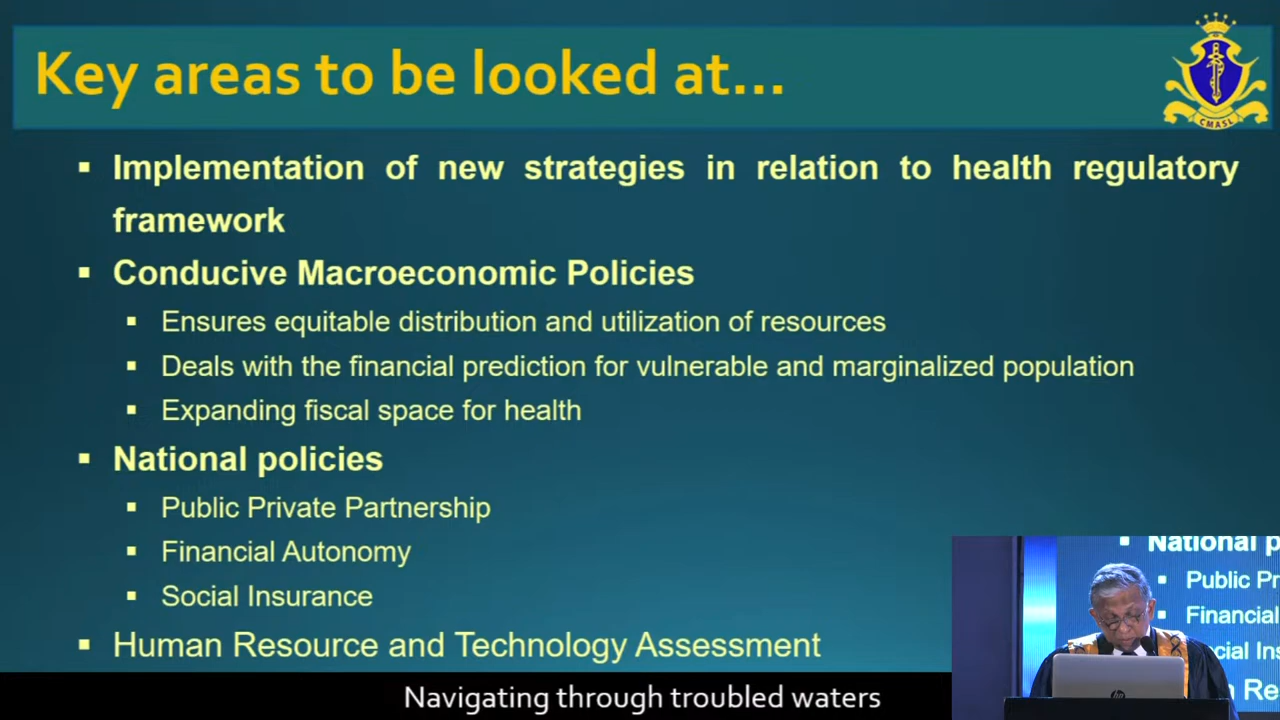 Key areas to be looked at...
CMASL
▪ Implementation of new strategies in relation to health regulatory
framework
▪ Conducive Macroeconomic Policies
▪ Ensures equitable distribution and utilization of resources
▪ Deals with the financial prediction for vulnerable and marginalized population
▪ Expanding fiscal space for health
▪ National policies
▪ Public Private Partnership
▪ Financial Autonomy
▪ Social Insurance
▪ Human Resource and Technology Assessment
▪ National p
▪ Public Pr
▪ Financial
cial Ins
Re
hp
Navigating through troubled waters